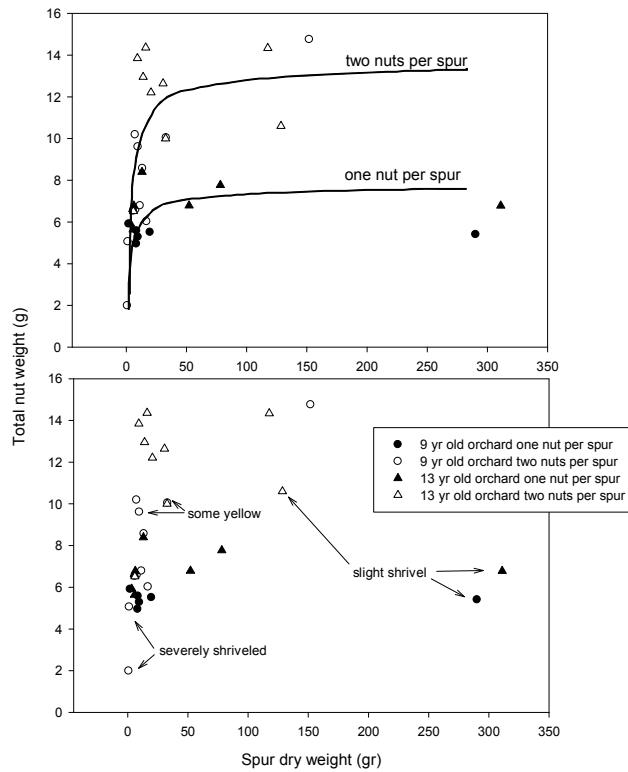 16
14
two nuts per spur
12
10
one nut per spur
8
6
4
2
0
0 50 100 150 200 250 300 350
Total nut weight (g)
16
14
9 yr old orchard one nut per spur
9 yr old orchard two nuts per spur
13 yr old orchard one nut per spur
13 yr old orchard two nuts per spur
12
10
some yellow
8
slight shrivel
6
4
severely shriveled
2
0
0 50 100 150 200 250 300 350
Spur dry weight (gr)